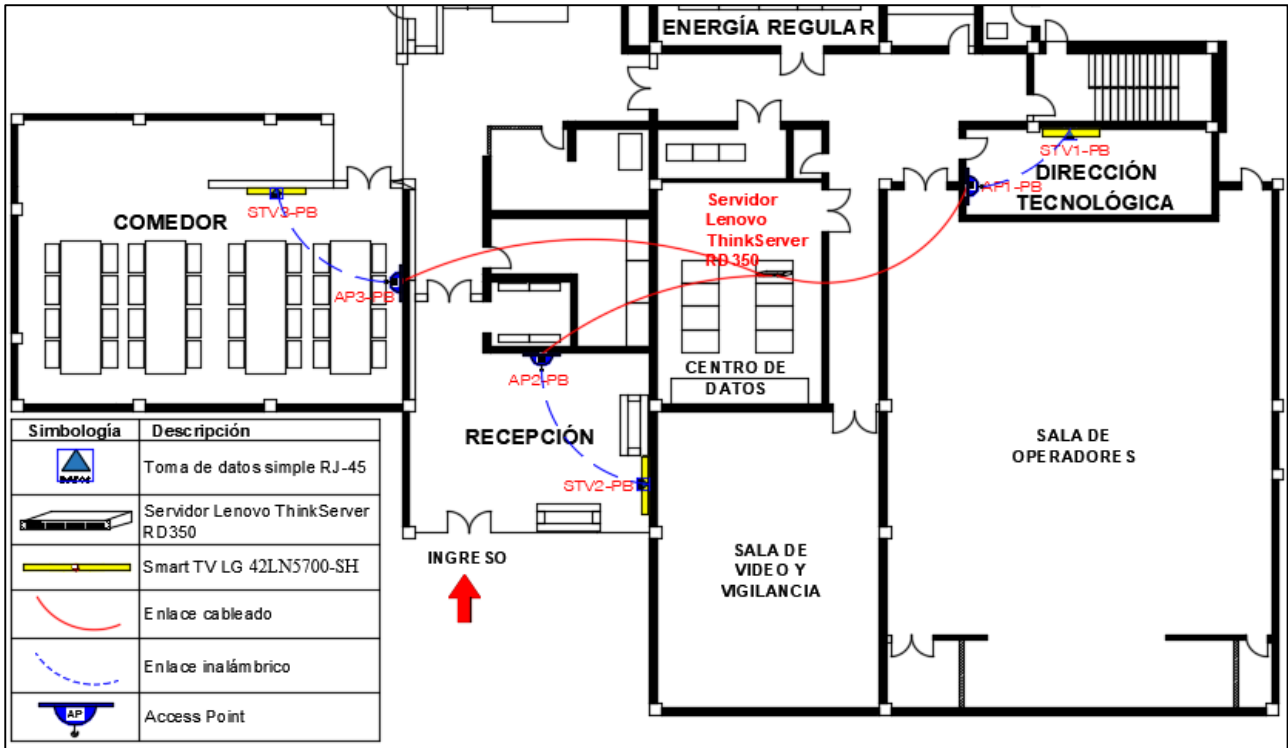 ENERGÍA REGULAR
STV1-PB
DIRECCIÓN
TECNOLÓGICA
AP1-PB
Servidor
Lenovo
ThinkServer
RD350
STV3-PB
COMEDOR
AP3-PB
CENTRO DE
DATOS
AP2-PB
RECEPCIÓN
STV2-PB
SALA DE
OPERADORES
SALA DE
VIDEO Y
VIGILANCIA
INGRESO
Simbología
Descripción
DATOS
Toma de datos simple RJ-45
Servidor Lenovo ThinkServer
RD350
Smart TV LG 42LN5700-SH
Enlace cableado
Enlace inalámbrico
AP
Access Point